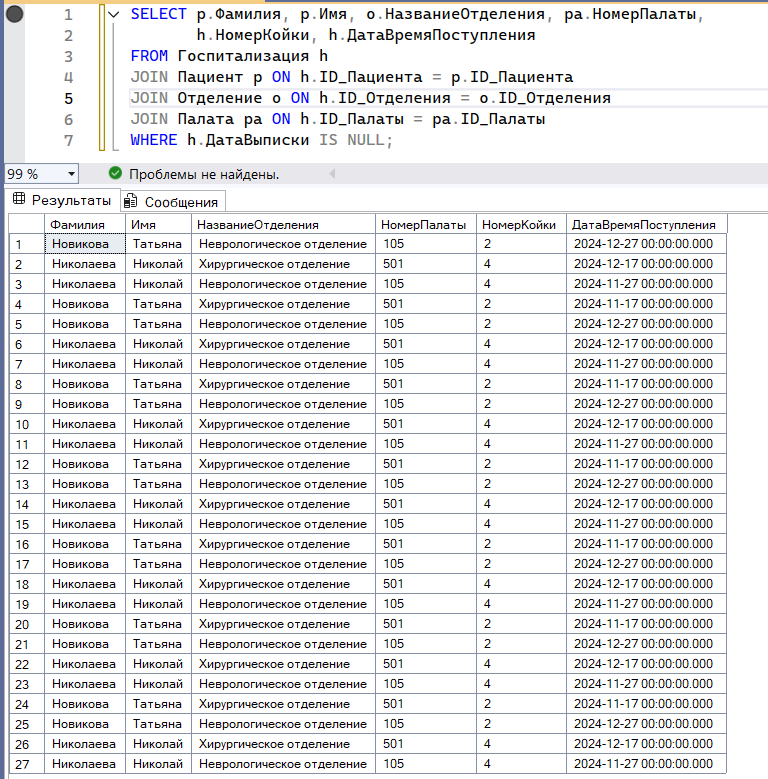 1 SELECT p.Фамилия, p.Имя, o.НазваниеОтделения, pa.НомерПалаты,
2 h.НомерКойки, h.ДатаВремяПоступления
3 FROM Госпитализация h
4 JOIN Пациент p ON h.ID_Пациента = p.ID_Пациента
5 JOIN Отделение o ON h.ID_Отделения = o.ID_Отделения
6 JOIN Палата pa ON h.ID_Палаты = pa.ID_Палаты
7 WHERE h.ДатаВыписки IS NULL;
99 % Проблемы не найдены.
Результаты Сообщения
Фамилия Имя НазваниеОтделения НомерПалаты НомерКойки ДатаВремяПоступления
1 Новикова Татьяна Неврологическое отделение 105 2 2024-12-27 00:00:00.000
2 Николаева Николай Хирургическое отделение 501 4 2024-12-17 00:00:00.000
3 Николаева Николай Неврологическое отделение 105 4 2024-11-27 00:00:00.000
4 Новикова Татьяна Хирургическое отделение 501 2 2024-11-17 00:00:00.000
5 Новикова Татьяна Неврологическое отделение 105 2 2024-12-27 00:00:00.000
6 Николаева Николай Хирургическое отделение 501 4 2024-12-17 00:00:00.000
7 Николаева Николай Неврологическое отделение 105 4 2024-11-27 00:00:00.000
8 Новикова Татьяна Хирургическое отделение 501 2 2024-11-17 00:00:00.000
9 Новикова Татьяна Неврологическое отделение 105 2 2024-12-27 00:00:00.000
10 Николаева Николай Хирургическое отделение 501 4 2024-12-17 00:00:00.000
11 Николаева Николай Неврологическое отделение 105 4 2024-11-27 00:00:00.000
12 Новикова Татьяна Хирургическое отделение 501 2 2024-11-17 00:00:00.000
13 Новикова Татьяна Неврологическое отделение 105 2 2024-12-27 00:00:00.000
14 Николаева Николай Хирургическое отделение 501 4 2024-12-17 00:00:00.000
15 Николаева Николай Неврологическое отделение 105 4 2024-11-27 00:00:00.000
16 Новикова Татьяна Хирургическое отделение 501 2 2024-11-17 00:00:00.000
17 Новикова Татьяна Неврологическое отделение 105 2 2024-12-27 00:00:00.000
18 Николаева Николай Хирургическое отделение 501 4 2024-12-17 00:00:00.000
19 Николаева Николай Неврологическое отделение 105 4 2024-11-27 00:00:00.000
20 Новикова Татьяна Хирургическое отделение 501 2 2024-11-17 00:00:00.000
21 Новикова Татьяна Неврологическое отделение 105 2 2024-12-27 00:00:00.000
22 Николаева Николай Хирургическое отделение 501 4 2024-12-17 00:00:00.000
23 Николаева Николай Неврологическое отделение 105 4 2024-11-27 00:00:00.000
24 Новикова Татьяна Хирургическое отделение 501 2 2024-11-17 00:00:00.000
25 Новикова Татьяна Неврологическое отделение 105 2 2024-12-27 00:00:00.000
26 Николаева Николай Хирургическое отделение 501 4 2024-12-17 00:00:00.000
27 Николаева Николай Неврологическое отделение 105 4 2024-11-27 00:00:00.000